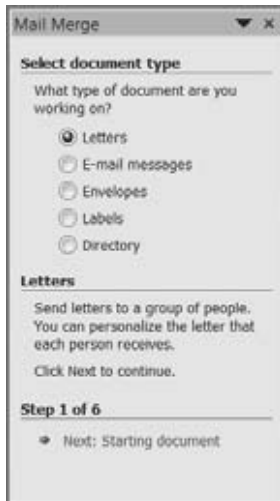 Mail Merge
Select document type
What type of document are you
working on?
Letters
E-mail messages
Envelopes
Labels
Directory
Letters
Send letters to a group of people.
You can personalize the letter that
each person receives.
Click Next to continue.
Step 1 of 6
Next: Starting document